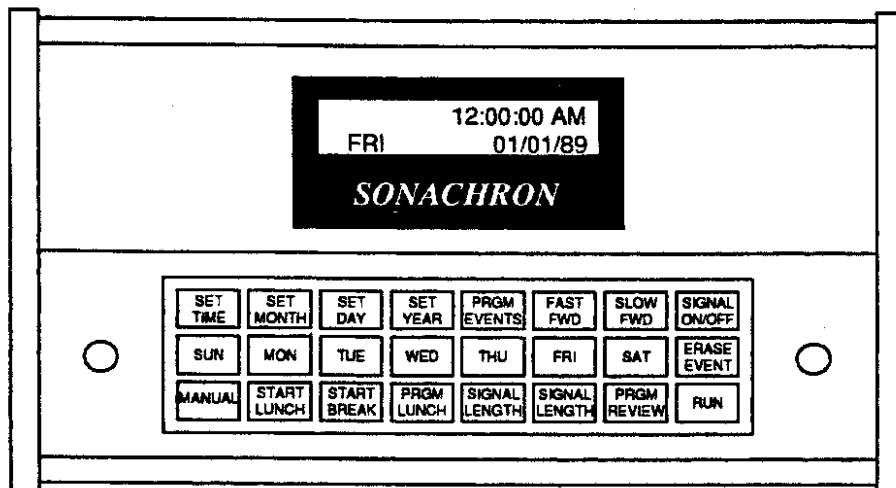 12:00:00 AM
FRI 01/01/89
SONACHRON
SET TIME
SET MONTH
SET DAY
SET YEAR
PRGM EVENTS
FAST FWD
SLOW FWD
SIGNAL ON/OFF
SUN
MON
TUE
WED
THU
FRI
SAT
ERASE EVENT
MANUAL
START LUNCH
START BREAK
PRGM LUNCH
SIGNAL LENGTH
SIGNAL LENGTH
PRGM REVIEW
RUN